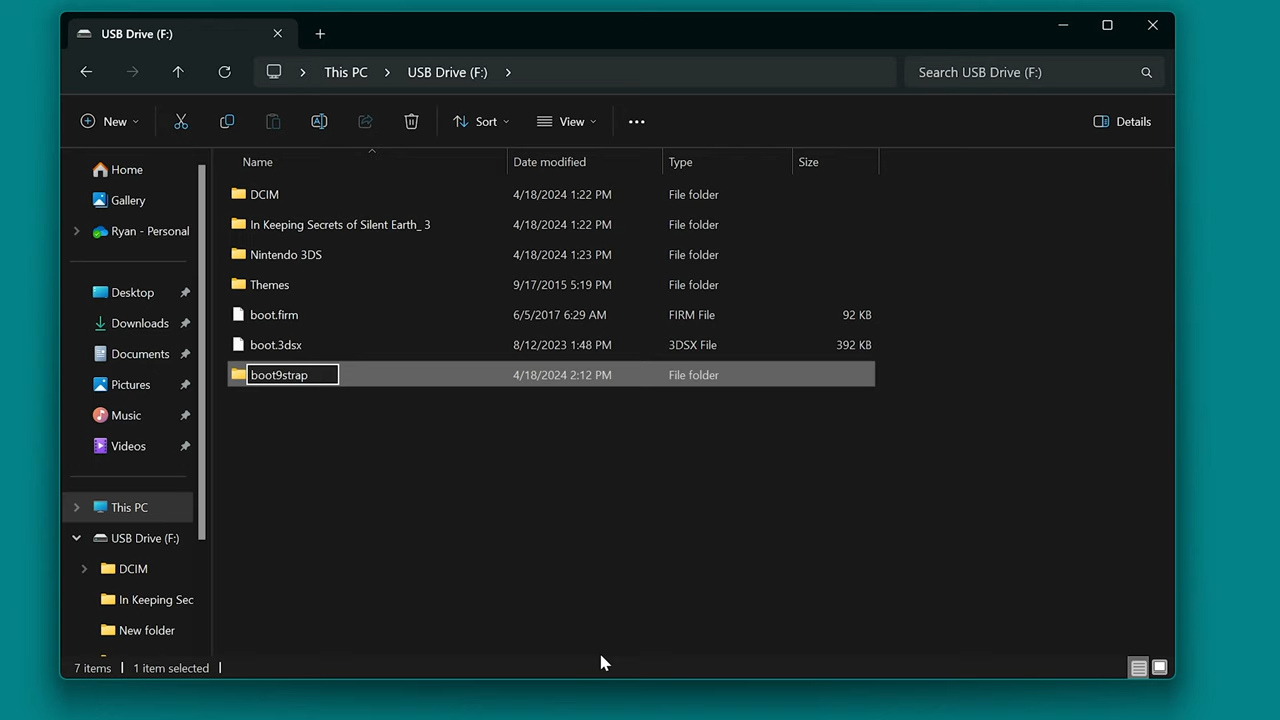 USB Drive (F:)
This PC USB Drive (F:) Search USB Drive (F:)
New Sort View Details
Name Date modified Type Size
Home
Gallery
Ryan - Personal
Desktop
Downloads
Documents
Pictures
Music
Videos
This PC
USB Drive (F:)
DCIM
In Keeping Sec
New folder
DCIM 4/18/2024 1:22 PM File folder
In Keeping Secrets of Silent Earth_ 3 4/18/2024 1:22 PM File folder
Nintendo 3DS 4/18/2024 1:23 PM File folder
Themes 9/17/2015 5:19 PM File folder
boot.firm 6/5/2017 6:29 AM FIRM File 92 KB
boot.3dsx 8/12/2023 1:48 PM 3DSX File 392 KB
boot9strap 4/18/2024 2:12 PM File folder
7 items 1 item selected